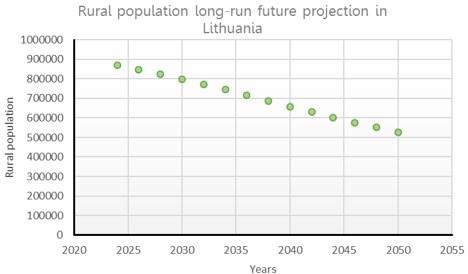 Rural population long-run future projection in
Lithuania
1000000
900000
800000
700000
600000
500000
400000
300000
200000
100000
0
Rural population
2020 2025 2030 2035 2040 2045 2050 2055
Years